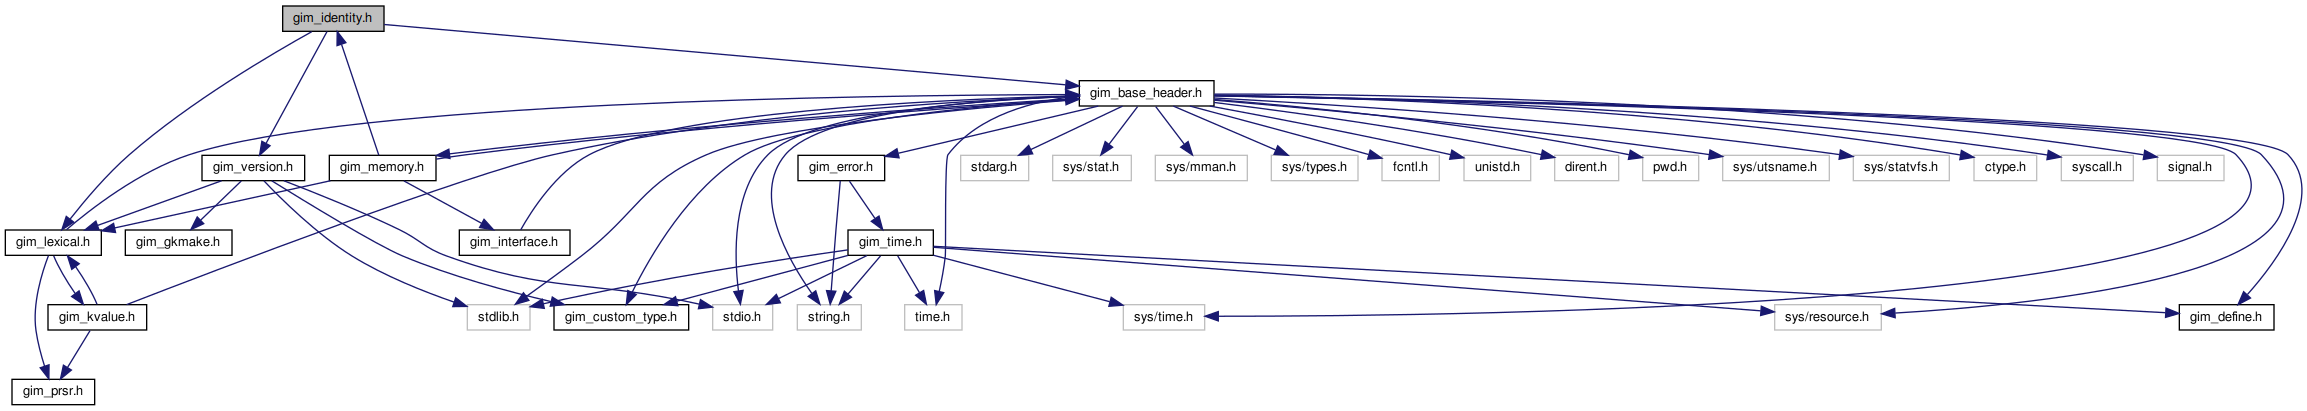 gim_identity.h
gim_base_header.h
gim_version.h
gim_memory.h
gim_error.h
stdarg.h
sys/stat.h
sys/mman.h
sys/types.h
fcntl.h
unistd.h
dirent.h
pwd.h
sys/utsname.h
sys/statvfs.h
ctype.h
syscall.h
signal.h
gim_lexical.h
gim_gkmake.h
gim_interface.h
gim_time.h
gim_kvalue.h
stdlib.h
gim_custom_type.h
stdio.h
string.h
time.h
sys/time.h
sys/resource.h
gim_define.h
gim_prsr.h